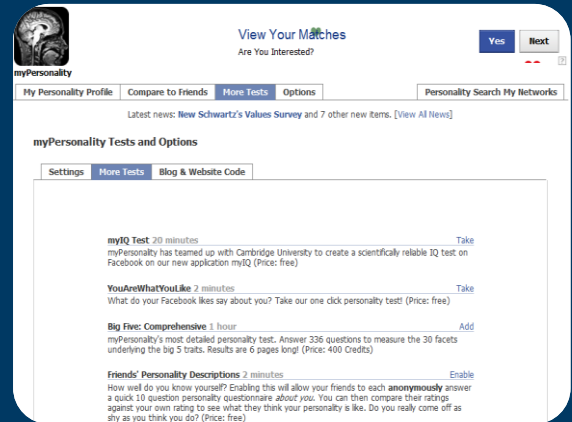 View Your Matches
Are You Interested?
Yes
Next
?
myPersonality
My Personality Profile
Compare to Friends
More Tests
Options
Personality Search My Networks
Latest news: New Schwartz's Values Survey and 7 other new items. [View All News]
myPersonality Tests and Options
Settings
More Tests
Blog & Website Code
myIQ Test 20 minutes
Take
myPersonality has teamed up with Cambridge University to create a scientifically reliable IQ test on
Facebook on our new application myIQ (Price: free)
YouAreWhatYouLike 2 minutes
Take
What do your Facebook likes say about you? Take our one click personality test! (Price: free)
Big Five: Comprehensive 1 hour
Add
myPersonality's most detailed personality test. Answer 336 questions to measure the 30 facets
underlying the big 5 traits. Results are 6 pages long! (Price: 400 Credits)
Friends' Personality Descriptions 2 minutes
Enable
How well do you know yourself? Enabling this will allow your friends to each anonymously answer
a quick 10 question personality questionnaire about you. You can then compare their ratings
against your own rating to see what they think your personality is like. Do you really come off as
shy as you think you do? (Price: free)